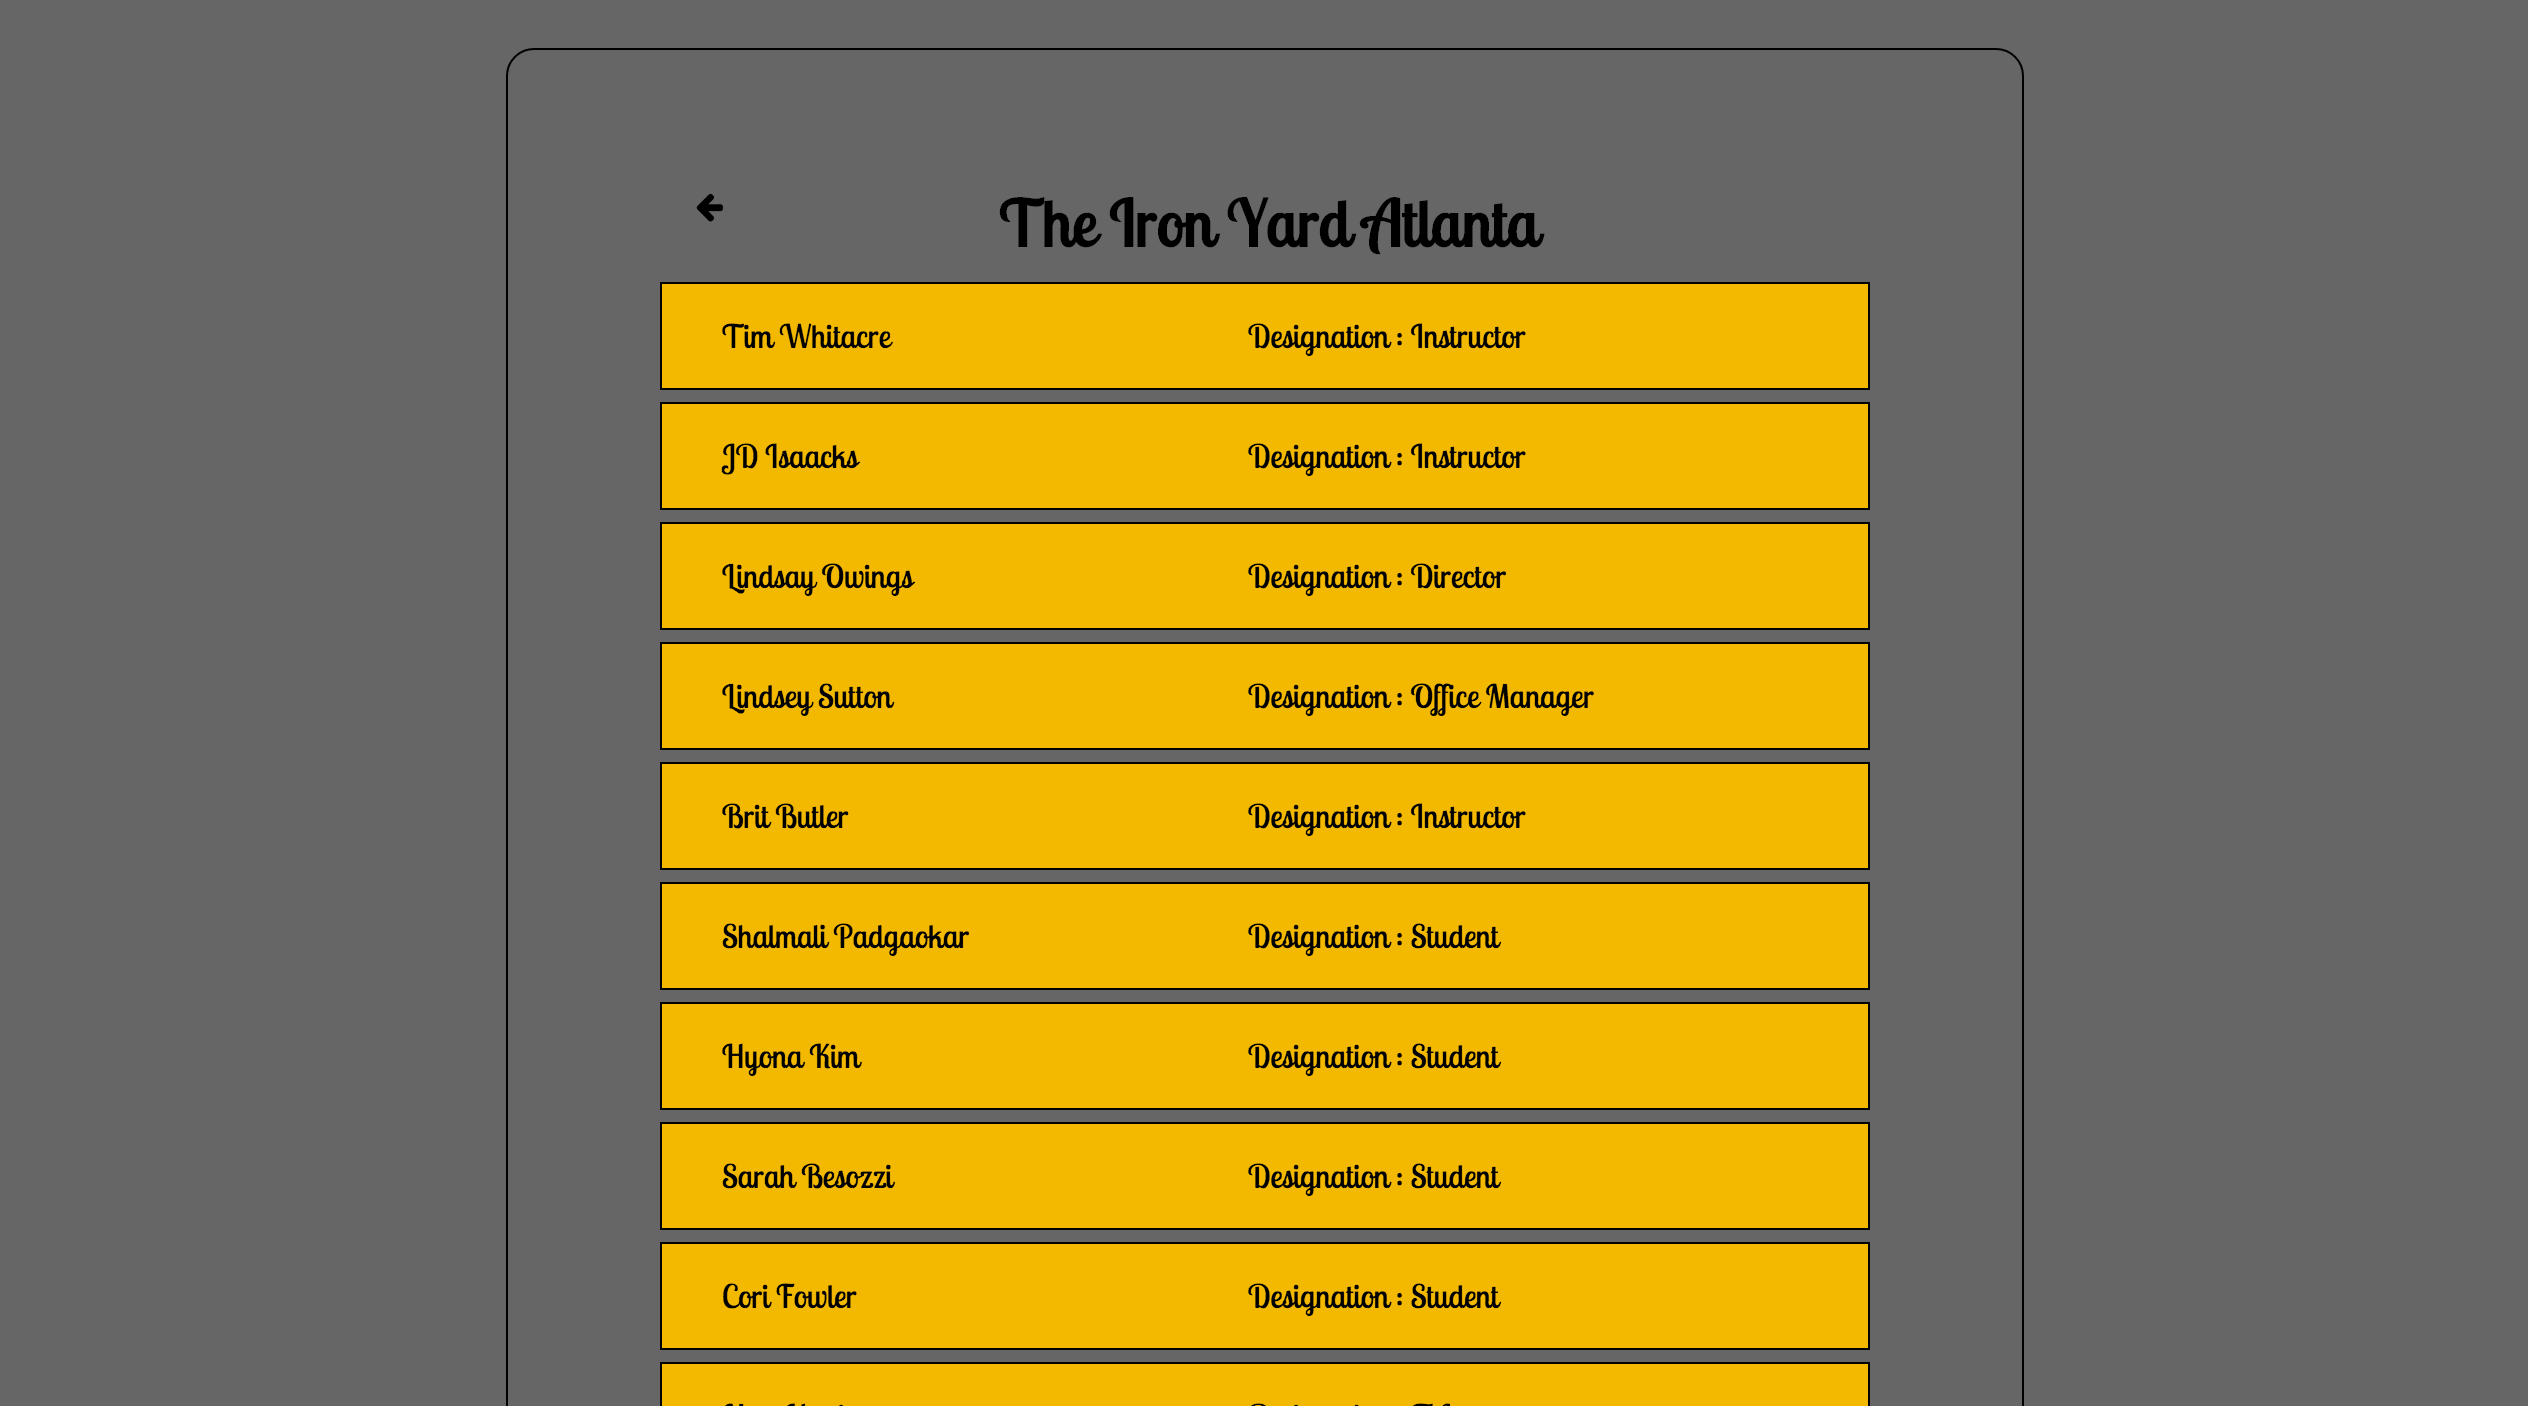 The Iron Yard Atlanta
Tim Whitacre Designation : Instructor
JD Isaacks Designation : Instructor
Lindsay Owings Designation : Director
Lindsey Sutton Designation : Office Manager
Brit Butler Designation : Instructor
Shalmali Padgaokar Designation : Student
Hyona Kim Designation : Student
Sarah Besozzi Designation : Student
Cori Fowler Designation : Student